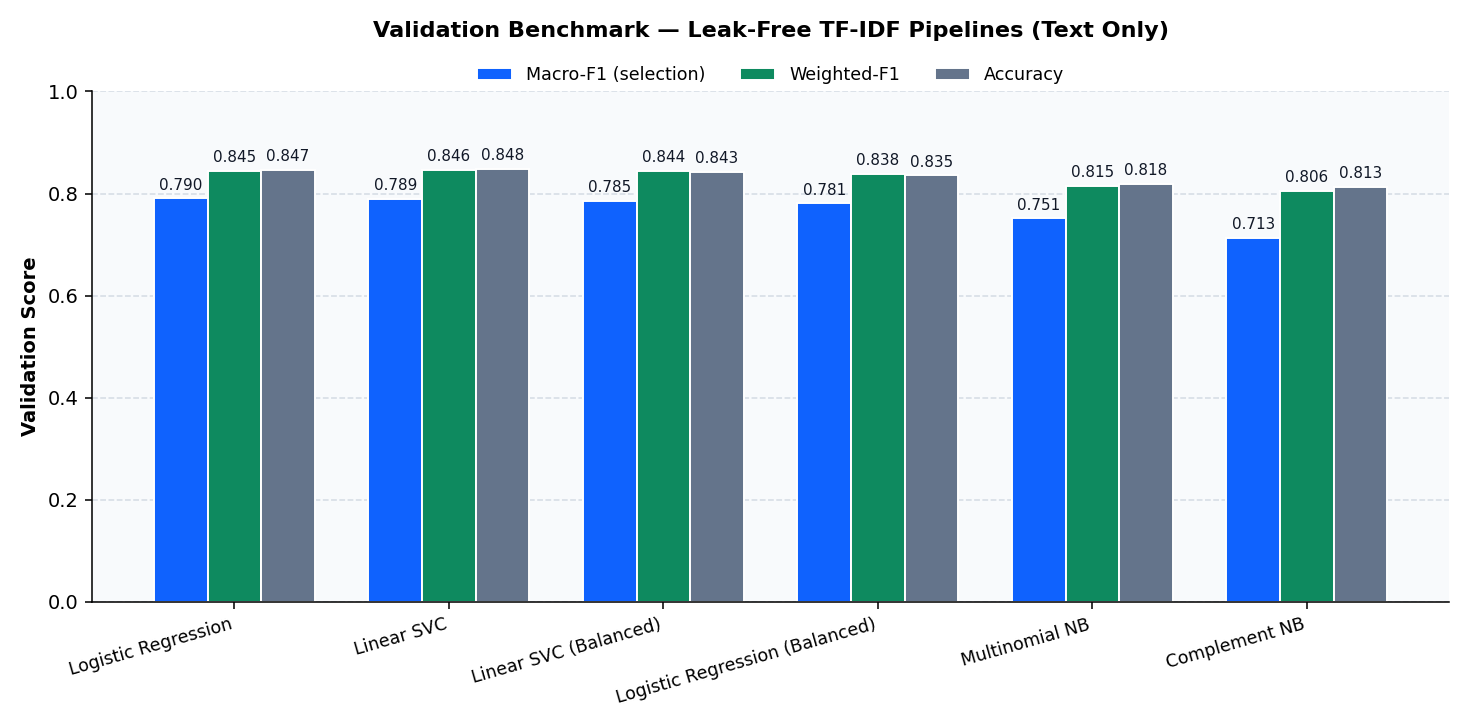 Validation Benchmark — Leak-Free TF-IDF Pipelines (Text Only)
Macro-F1 (selection) Weighted-F1 Accuracy
Validation Score
1.0
0.8
0.6
0.4
0.2
0.0
0.790 0.845 0.847
0.789 0.846 0.848
0.785 0.844 0.843
0.781 0.838 0.835
0.751 0.815 0.818
0.713 0.806 0.813
Logistic Regression
Linear SVC
Linear SVC (Balanced)
Logistic Regression (Balanced)
Multinomial NB
Complement NB